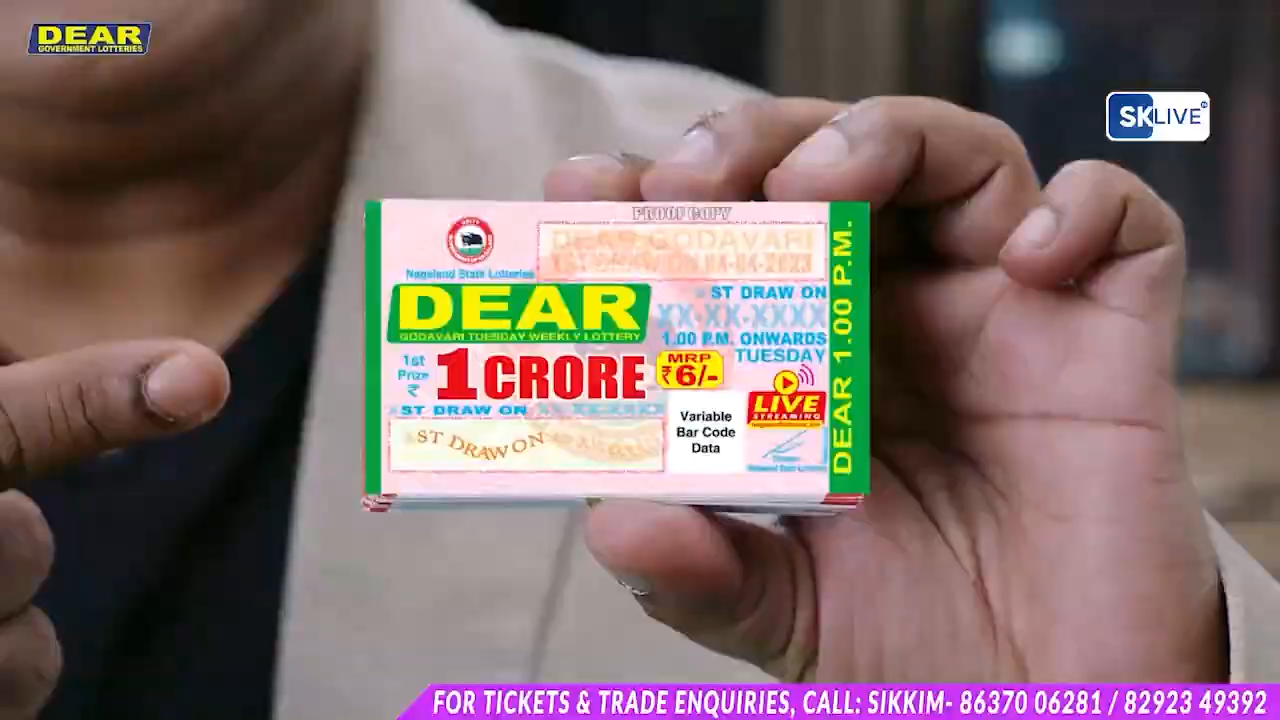 DEAR
GOVERNMENT LOTTERIES
SKLIVE
PROOF COPY
DEAR GODAVARI
Nagaland State Lotteries
DEAR
GODAVARI TUESDAY WEEKLY LOTTERY
ST DRAW ON
XX-XX-XXXX
1.00 P.M. ONWARDS
TUESDAY
1st
Prize
₹
1 CRORE
MRP
₹6/-
ST DRAW ON
ST DRAW ON
Variable
Bar Code
Data
LIVE
STREAMING
DEAR 1.00 P.M.
FOR TICKETS & TRADE ENQUIRIES, CALL: SIKKIM- 86370 06281 / 82923 49392